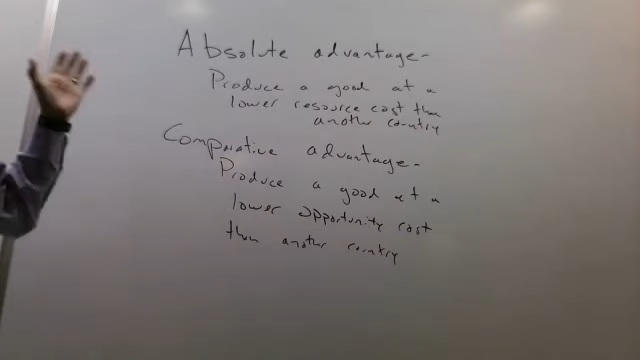 Absolute advantage-
Produce a good at a
lower resource cost than
another country
Comparative advantage-
Produce a good at a
lower opportunity cost
than another country